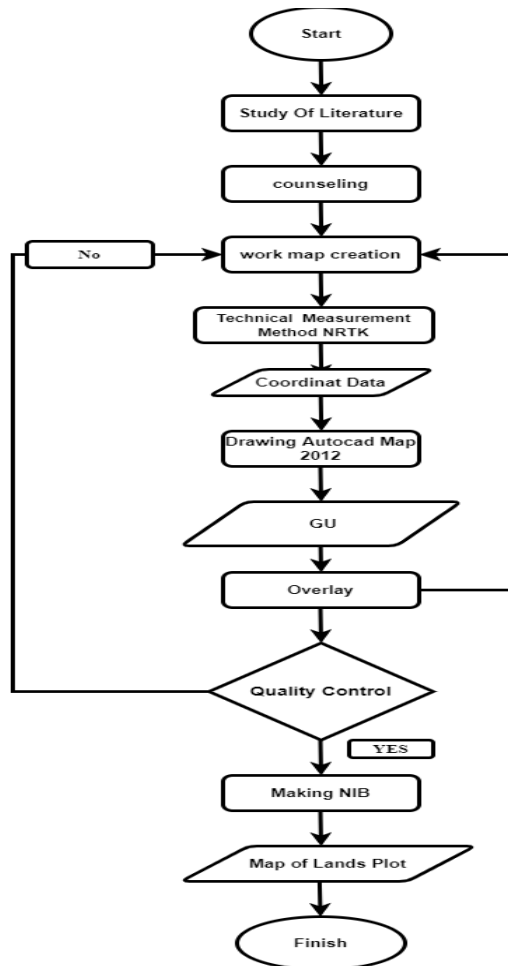 Start
Study Of Literature
counseling
No
work map creation
Technical Measurement
Method NRTK
Coordinat Data
Drawing Autocad Map
2012
GU
Overlay
Quality Control
YES
Making NIB
Map of Lands Plot
Finish